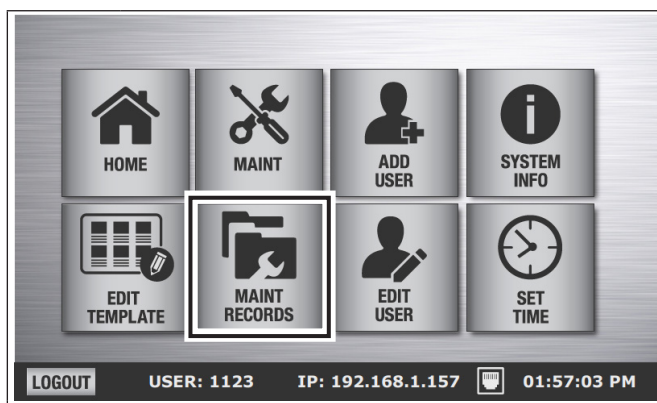 HOME
MAINT
ADD
USER
SYSTEM
INFO
EDIT
TEMPLATE
MAINT
RECORDS
EDIT
USER
SET
TIME
LOGOUT USER: 1123 IP: 192.168.1.157 01:57:03 PM